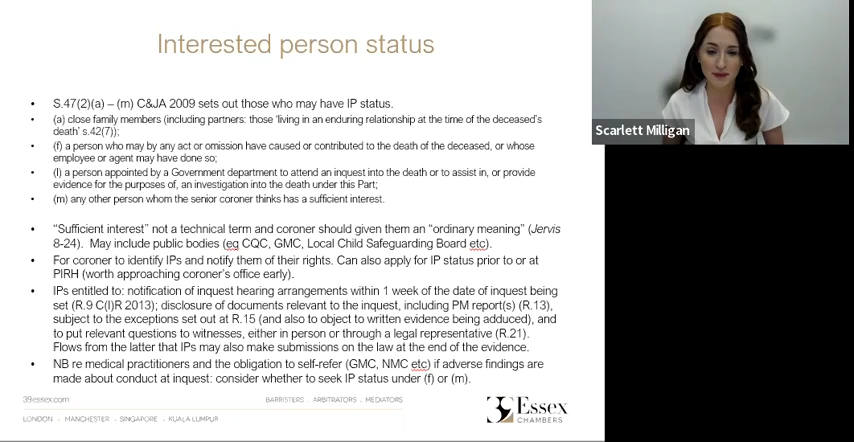 Interested person status
• S.47(2)(a) – (m) C&JA 2009 sets out those who may have IP status.
• (a) close family members (including partners: those 'living in an enduring relationship at the time of the deceased's
death' s.42(7));
• (f) a person who may by any act or omission have caused or contributed to the death of the deceased, or whose
employee or agent may have done so;
• (l) a person appointed by a Government department to attend an inquest into the death or to assist in, or provide
evidence for the purposes of, an investigation into the death under this Part;
• (m) any other person whom the senior coroner thinks has a sufficient interest.
• "Sufficient interest" not a technical term and coroner should given them an "ordinary meaning" (Jervis
8-24). May include public bodies (eg CQC, GMC, Local Child Safeguarding Board etc).
• For coroner to identify IPs and notify them of their rights. Can also apply for IP status prior to or at
PIRH (worth approaching coroner's office early).
• IPs entitled to: notification of inquest hearing arrangements within 1 week of the date of inquest being
set (R.9 C(I)R 2013); disclosure of documents relevant to the inquest, including PM report(s) (R.13),
subject to the exceptions set out at R.15 (and also to object to written evidence being adduced), and
to put relevant questions to witnesses, either in person or through a legal representative (R.21).
Flows from the latter that IPs may also make submissions on the law at the end of the evidence.
• NB re medical practitioners and the obligation to self-refer (GMC, NMC etc) if adverse findings are
made about conduct at inquest: consider whether to seek IP status under (f) or (m).
39essex.com
BARRISTERS . ARBITRATORS . MEDIATORS
LONDON . MANCHESTER . SINGAPORE . KUALA LUMPUR
39 Essex
CHAMBERS
Scarlett Milligan